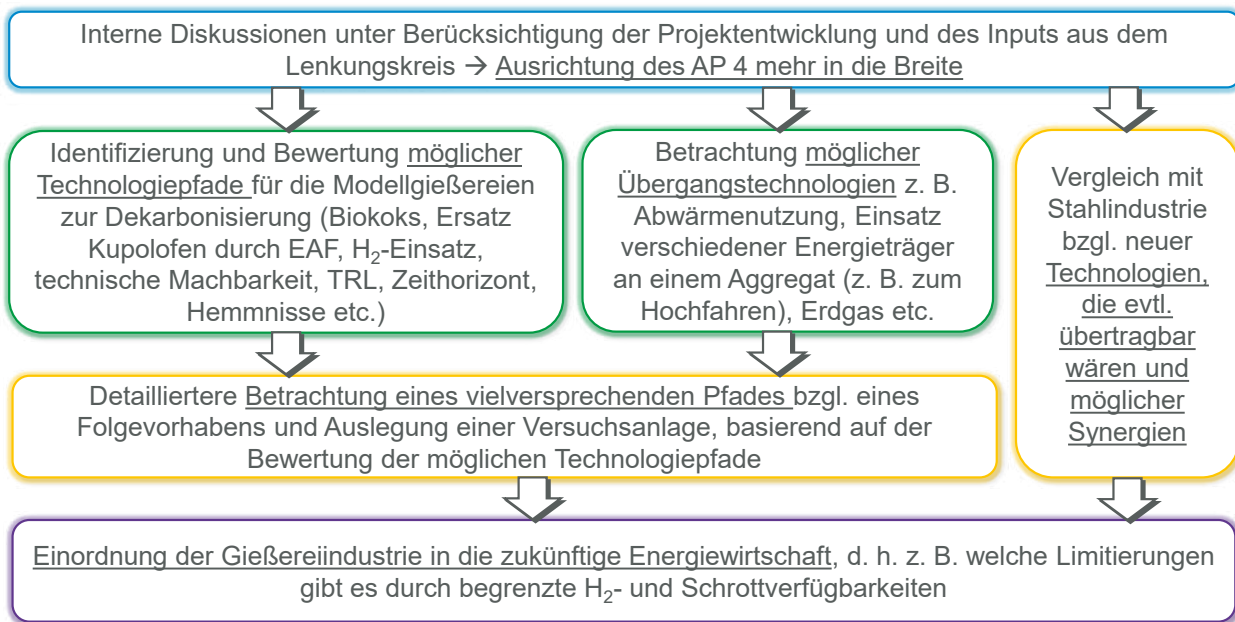 Interne Diskussionen unter Berücksichtigung der Projektentwicklung und des Inputs aus dem
Lenkungskreis → Ausrichtung des AP 4 mehr in die Breite
Identifizierung und Bewertung möglicher
Technologiepfade für die Modellgießereien
zur Dekarbonisierung (Biokoks, Ersatz
Kupolofen durch EAF, H₂-Einsatz,
technische Machbarkeit, TRL, Zeithorizont,
Hemmnisse etc.)
Betrachtung möglicher
Übergangstechnologien z. B.
Abwärmenutzung, Einsatz
verschiedener Energieträger
an einem Aggregat (z. B. zum
Hochfahren), Erdgas etc.
Vergleich mit
Stahlindustrie
bzgl. neuer
Technologien,
die evtl.
übertragbar
wären und
möglicher
Synergien
Detailliertere Betrachtung eines vielversprechenden Pfades bzgl. eines
Folgevorhabens und Auslegung einer Versuchsanlage, basierend auf der
Bewertung der möglichen Technologiepfade
Einordnung der Gießereiindustrie in die zukünftige Energiewirtschaft, d. h. z. B. welche Limitierungen
gibt es durch begrenzte H₂- und Schrottverfügbarkeiten